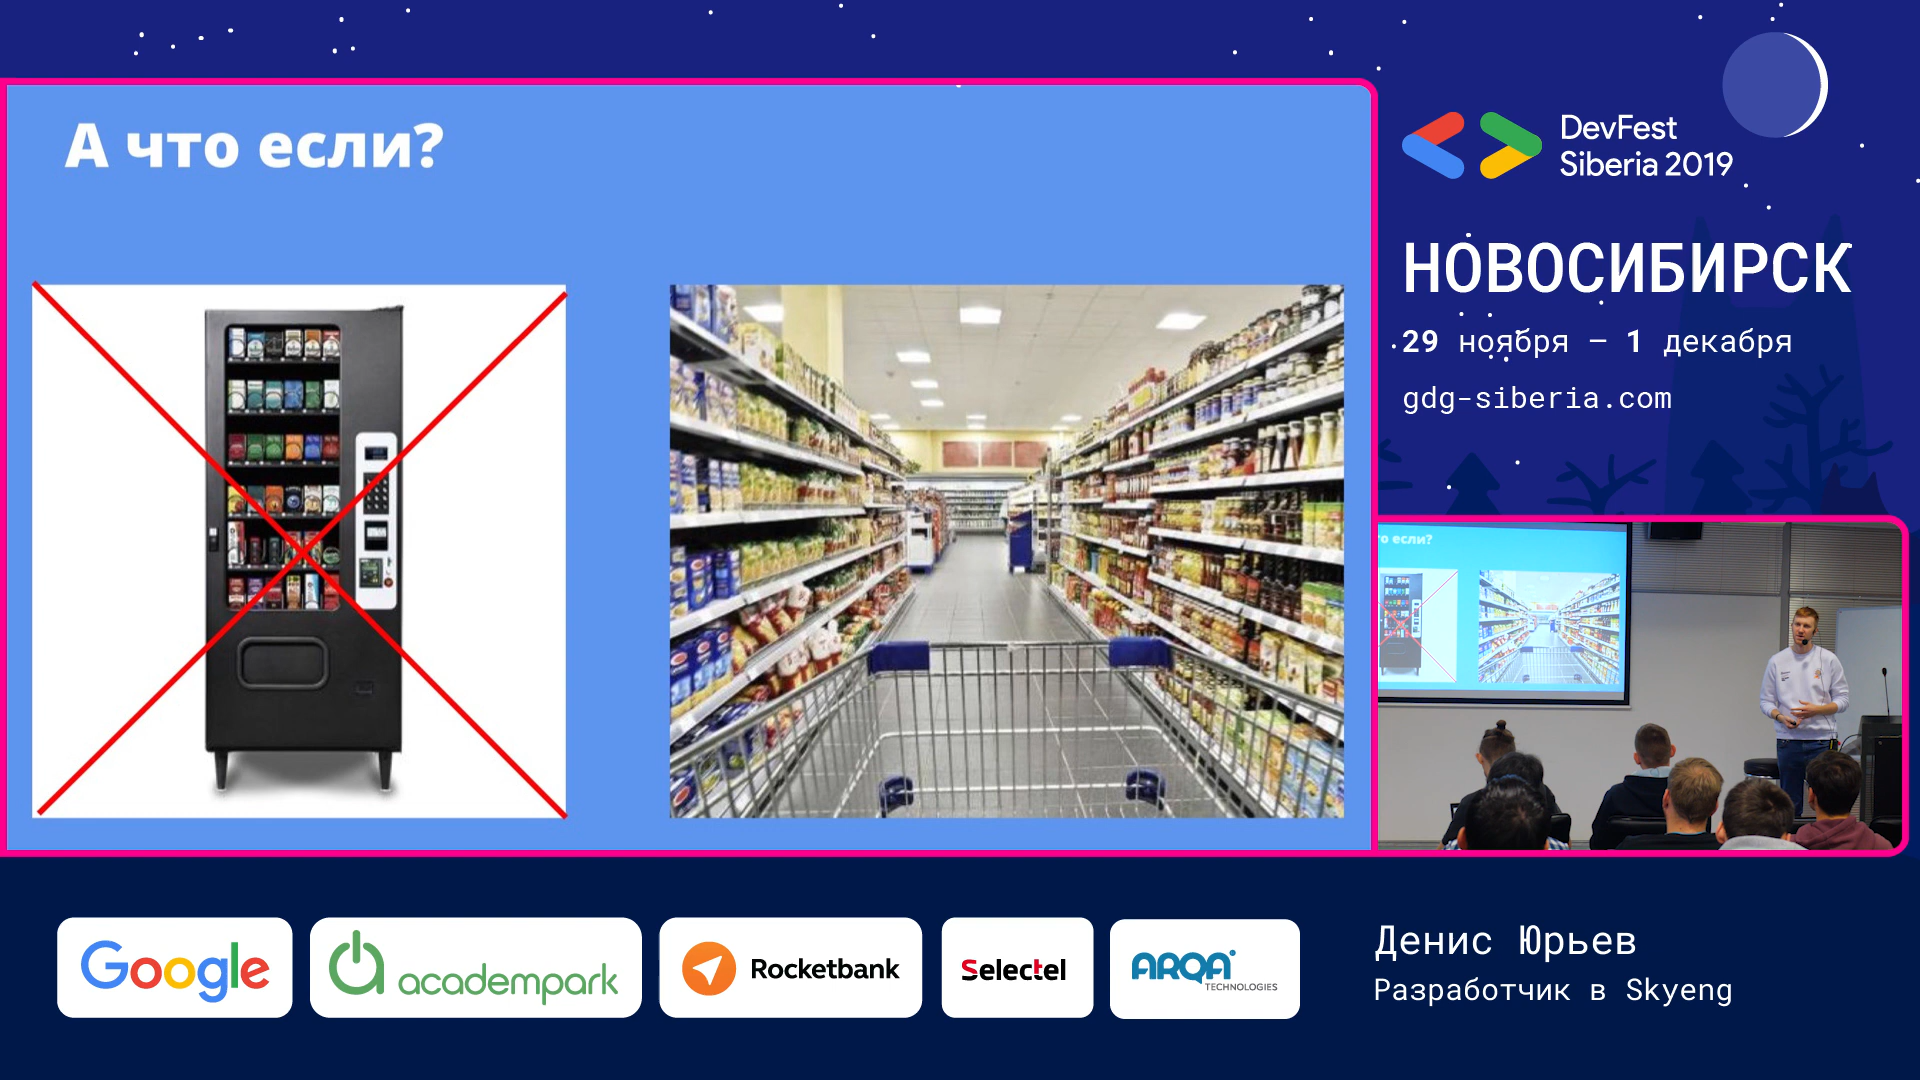 А что если?
DevFest
Siberia 2019
НОВОСИБИРСК
29 ноября – 1 декабря
gdg-siberia.com
то если?
Google
academpark
Rocketbank
Selectel
ARQA
TECHNOLOGIES
Денис Юрьев
Разработчик в Skyeng